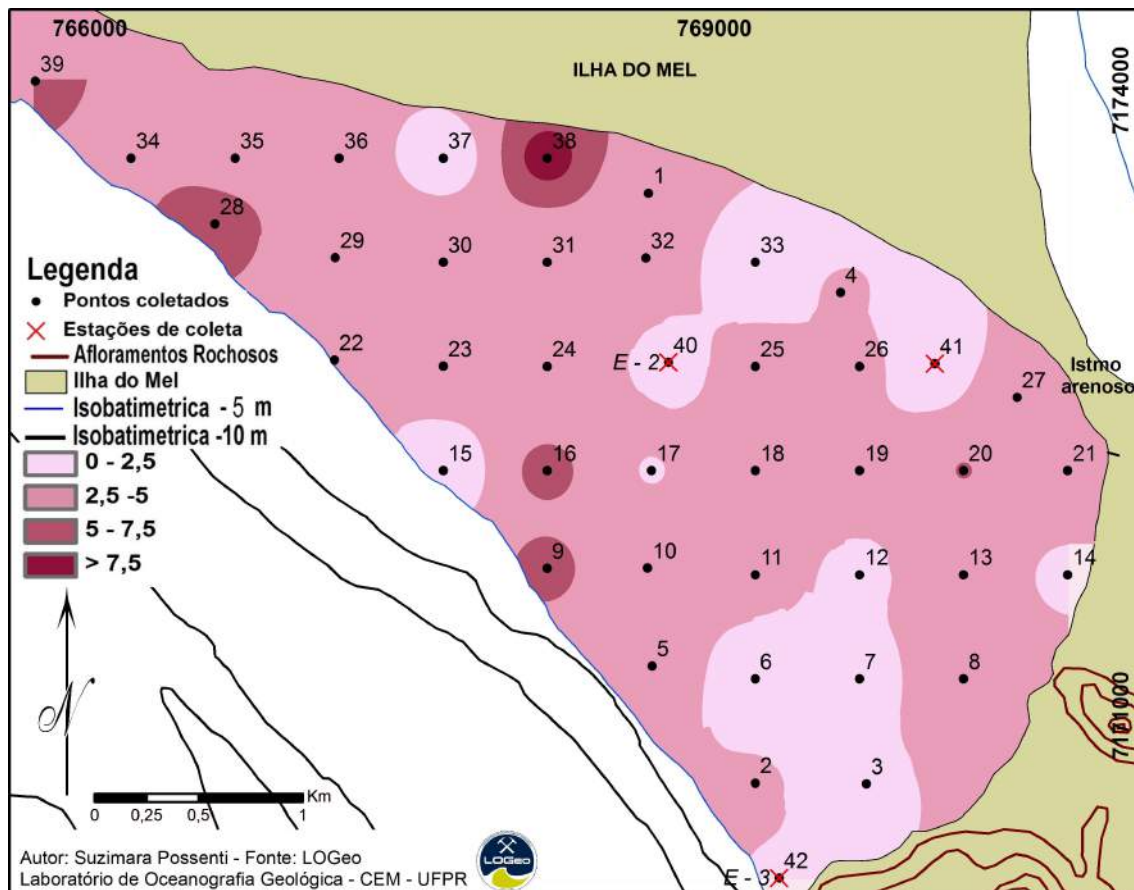 766000
769000
ILHA DO MEL
7174000
39
34
35
36
37
38
1
28
29
30
31
32
33
4
22
23
24
E - 2
40
25
26
41
27
Istmo
arenoso
15
16
17
18
19
20
21
9
10
11
12
13
14
5
6
7
8
7171000
2
3
E - 3
42
Legenda
Pontos coletados
Estações de coleta
Afloramentos Rochosos
Ilha do Mel
Isobatimetrica - 5 m
Isobatimetrica -10 m
0 - 2,5
2,5 -5
5 - 7,5
> 7,5
N
Km
0 0,25 0,5 1
Autor: Suzimara Possenti - Fonte: LOGeo
Laboratório de Oceanografia Geológica - CEM - UFPR
LOGeo